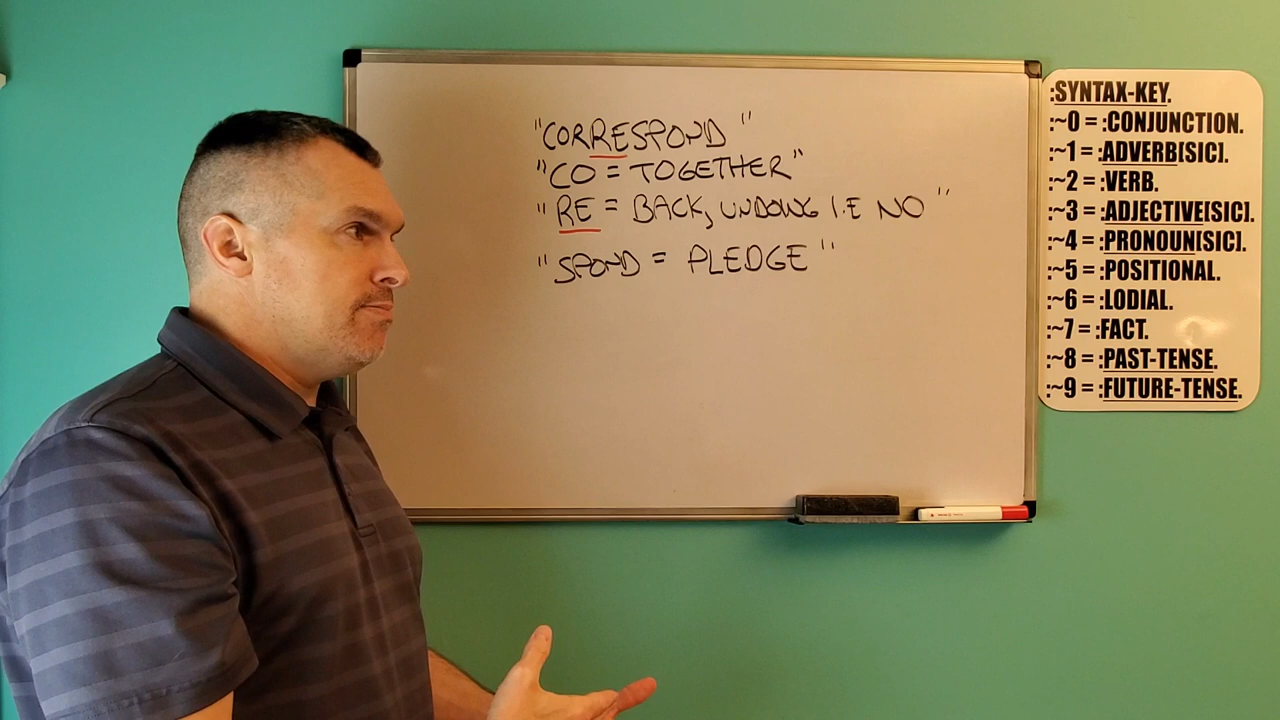 "CORRESPOND"
"CO = TOGETHER"
"RE = BACK, UNDOING I.E NO"
"SPOND = PLEDGE"
:SYNTAX-KEY.
:~0 = :CONJUNCTION.
:~1 = :ADVERB[SIC].
:~2 = :VERB.
:~3 = :ADJECTIVE[SIC].
:~4 = :PRONOUN[SIC].
:~5 = :POSITIONAL.
:~6 = :LODIAL.
:~7 = :FACT.
:~8 = :PAST-TENSE.
:~9 = :FUTURE-TENSE.